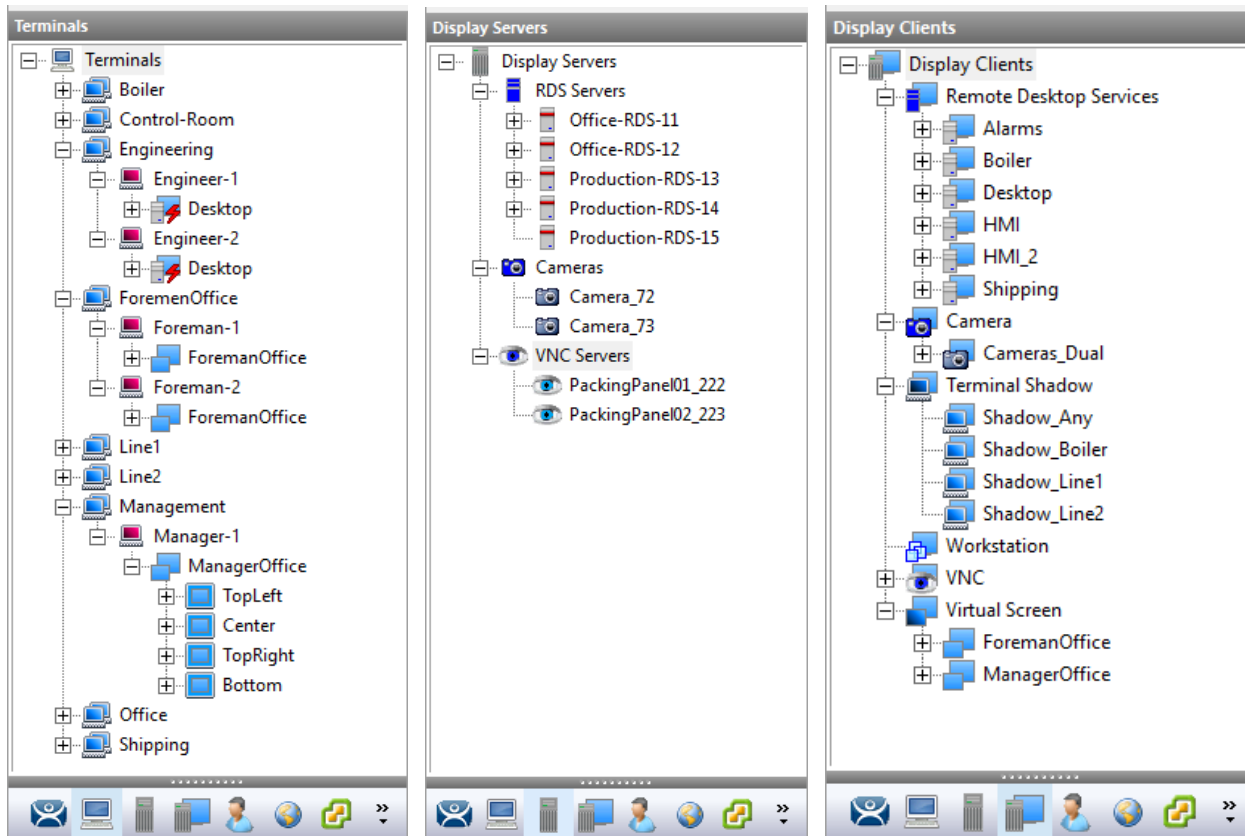 Terminals
Terminals
Boiler
Control-Room
Engineering
Engineer-1
Desktop
Engineer-2
Desktop
ForemenOffice
Foreman-1
ForemanOffice
Foreman-2
ForemanOffice
Line1
Line2
Management
Manager-1
ManagerOffice
TopLeft
Center
TopRight
Bottom
Office
Shipping
Display Servers
Display Servers
RDS Servers
Office-RDS-11
Office-RDS-12
Production-RDS-13
Production-RDS-14
Production-RDS-15
Cameras
Camera_72
Camera_73
VNC Servers
PackingPanel01_222
PackingPanel02_223
Display Clients
Display Clients
Remote Desktop Services
Alarms
Boiler
Desktop
HMI
HMI_2
Shipping
Camera
Cameras_Dual
Terminal Shadow
Shadow_Any
Shadow_Boiler
Shadow_Line1
Shadow_Line2
Workstation
VNC
Virtual Screen
ForemanOffice
ManagerOffice